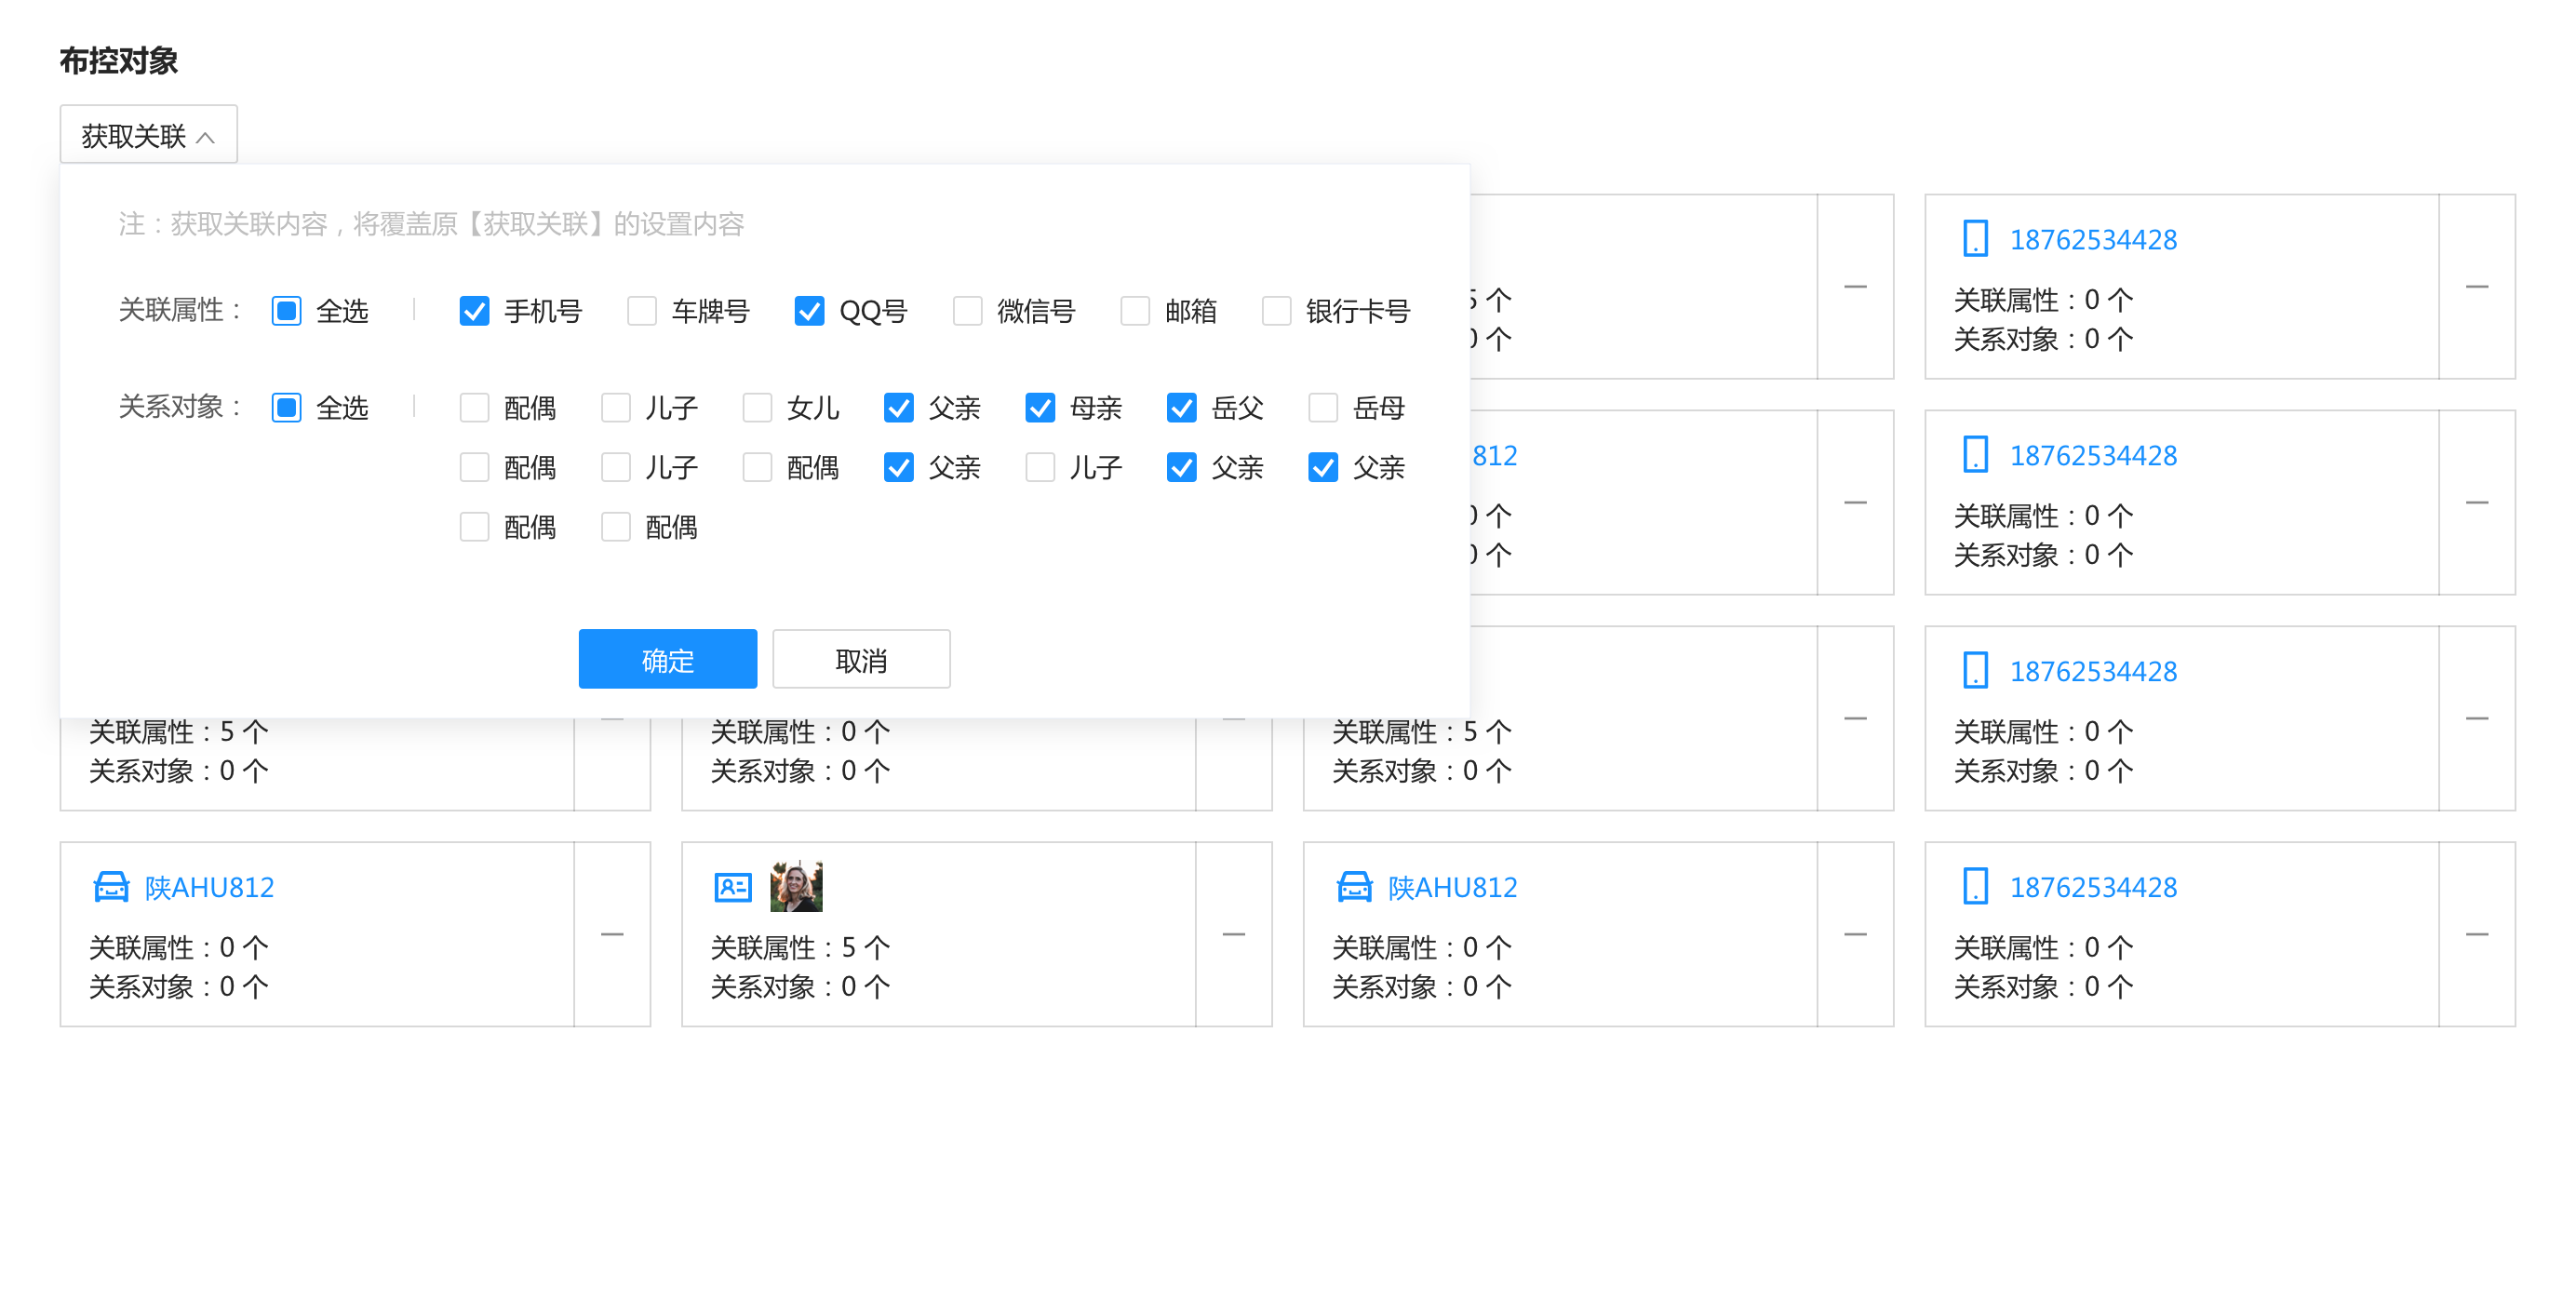 布控对象
获取关联
注：获取关联内容，将覆盖原【获取关联】的设置内容
关联属性： 全选 手机号 车牌号 QQ号 微信号 邮箱 银行卡号
关系对象： 全选 配偶 儿子 女儿 父亲 母亲 岳父 岳母
配偶 儿子 配偶 父亲 儿子 父亲 父亲
配偶 配偶
确定 取消
18762534428
个 关联属性：0 个
个 关系对象：0 个
812 18762534428
个 关联属性：0 个
个 关系对象：0 个
18762534428
关联属性：5 个 关联属性：0 个 关联属性：5 个 关联属性：0 个
关系对象：0 个 关系对象：0 个 关系对象：0 个 关系对象：0 个
陕AHU812 陕AHU812 18762534428
关联属性：0 个 关联属性：5 个 关联属性：0 个 关联属性：0 个
关系对象：0 个 关系对象：0 个 关系对象：0 个 关系对象：0 个